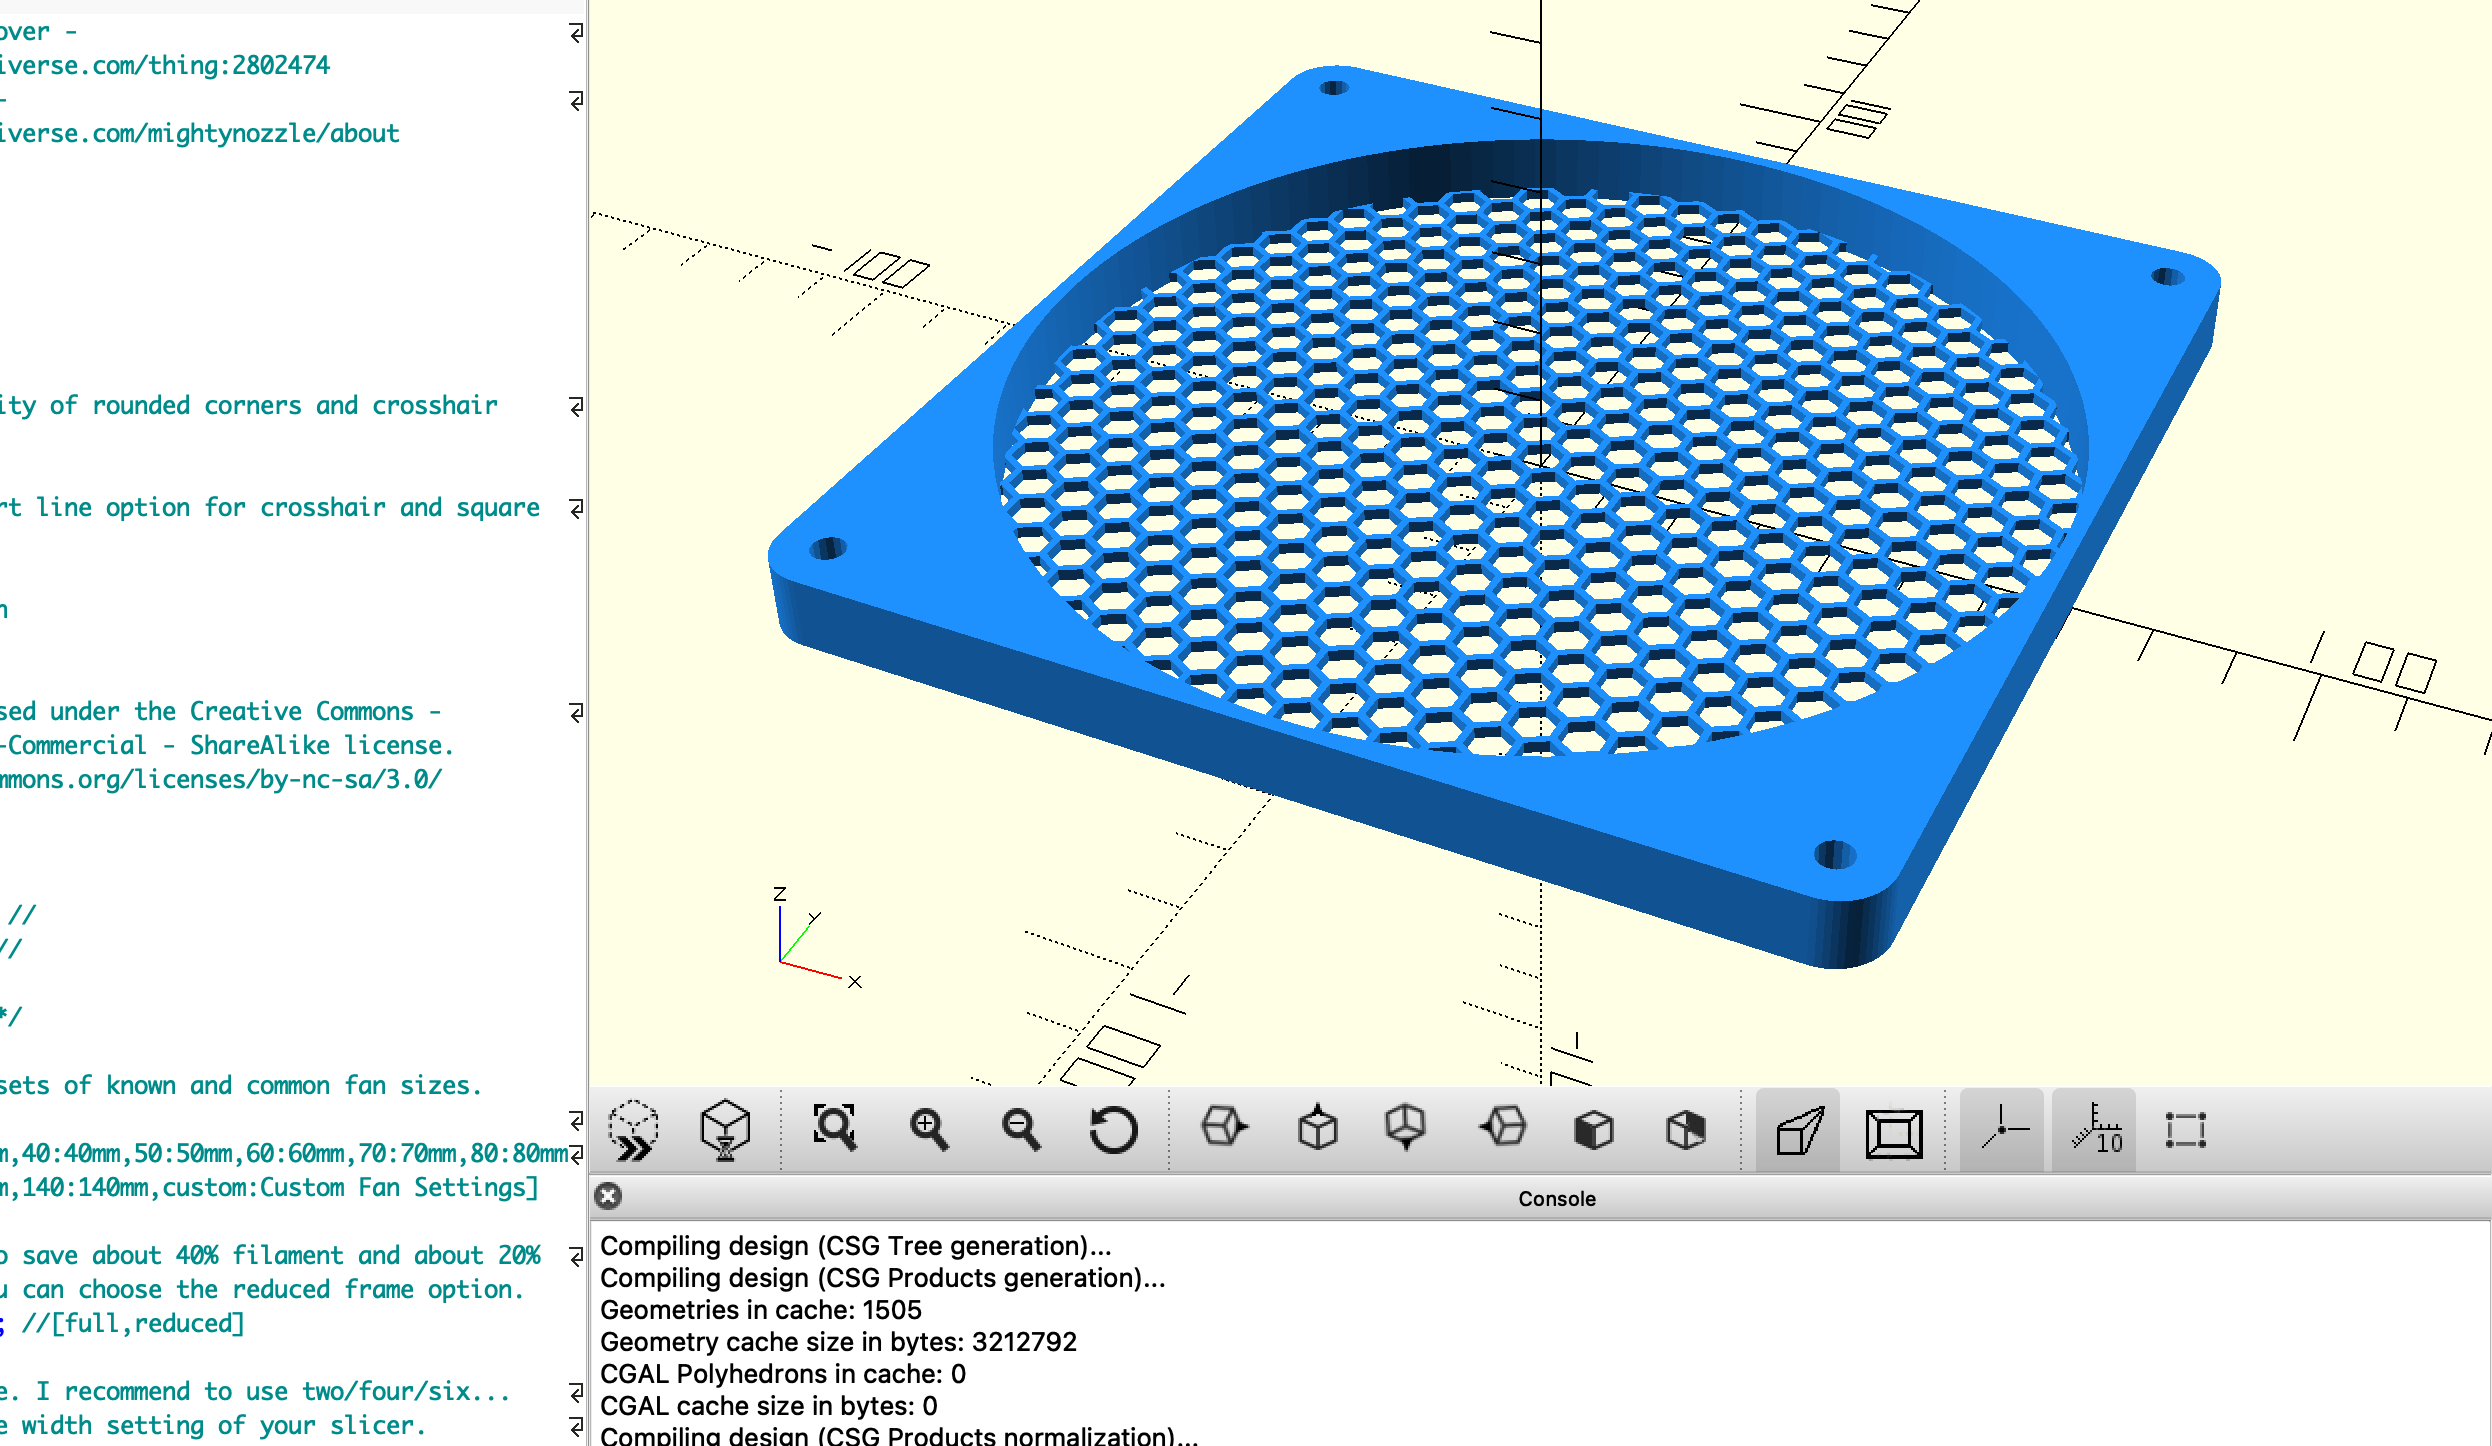 over -
iverse.com/thing:2802474
-
iverse.com/mightynozzle/about
ity of rounded corners and crosshair
rt line option for crosshair and square
n
sed under the Creative Commons -
-Commercial - ShareAlike license.
mmons.org/licenses/by-nc-sa/3.0/
//
//
*/
sets of known and common fan sizes.
m,40:40mm,50:50mm,60:60mm,70:70mm,80:80mm
m,140:140mm,custom:Custom Fan Settings]
o save about 40% filament and about 20%
u can choose the reduced frame option.
; //[full,reduced]
e. I recommend to use two/four/six...
e width setting of your slicer.
100
100
100
100
Z
Y
X
10
Console
Compiling design (CSG Tree generation)...
Compiling design (CSG Products generation)...
Geometries in cache: 1505
Geometry cache size in bytes: 3212792
CGAL Polyhedrons in cache: 0
CGAL cache size in bytes: 0
Compiling design (CSG Products normalization)...